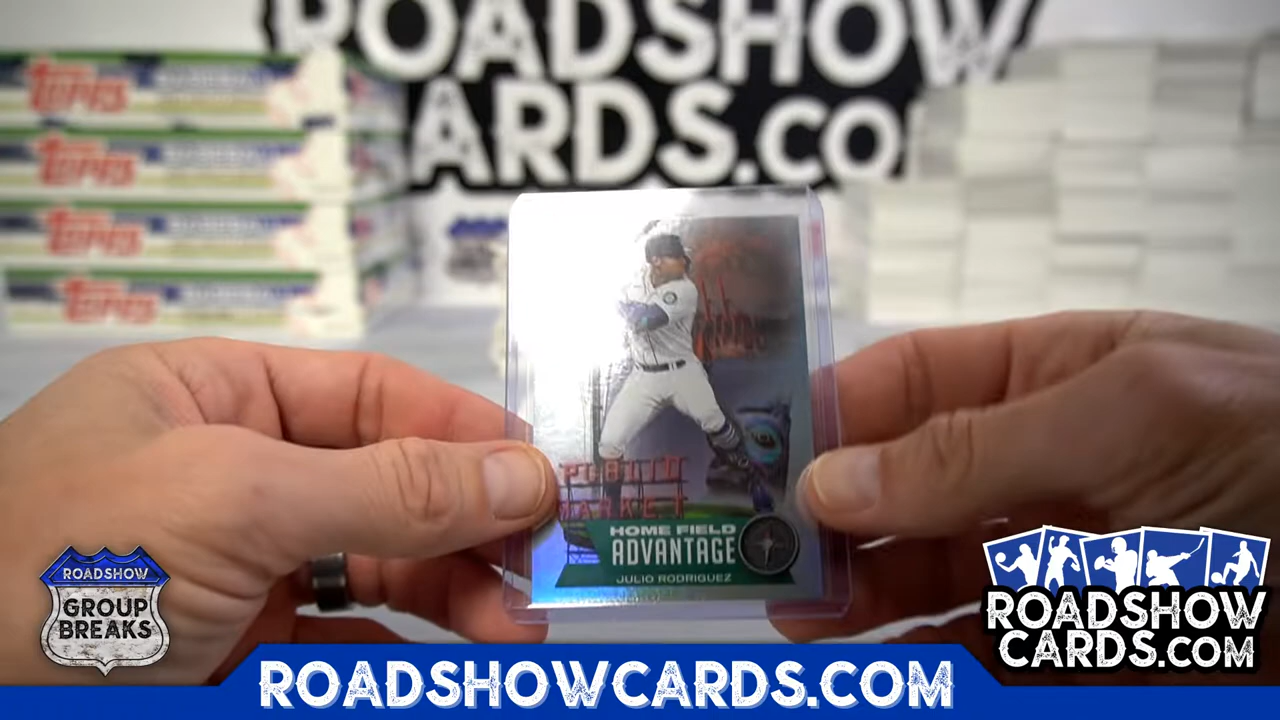 ROADSHOW
ARDS.CO
TOPPS
TOPPS
TOPPS
TOPPS
PUBLIC
MARKET
HOME FIELD
ADVANTAGE
JULIO RODRIGUEZ
ROADSHOW
GROUP
BREAKS
ROADSHOW
CARDS.COM
ROADSHOWCARDS.COM